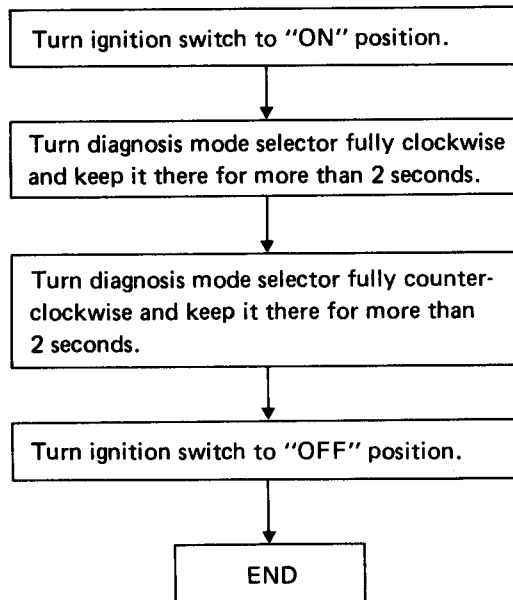 Turn ignition switch to "ON" position.
Turn diagnosis mode selector fully clockwise
and keep it there for more than 2 seconds.
Turn diagnosis mode selector fully counter-
clockwise and keep it there for more than
2 seconds.
Turn ignition switch to "OFF" position.
END